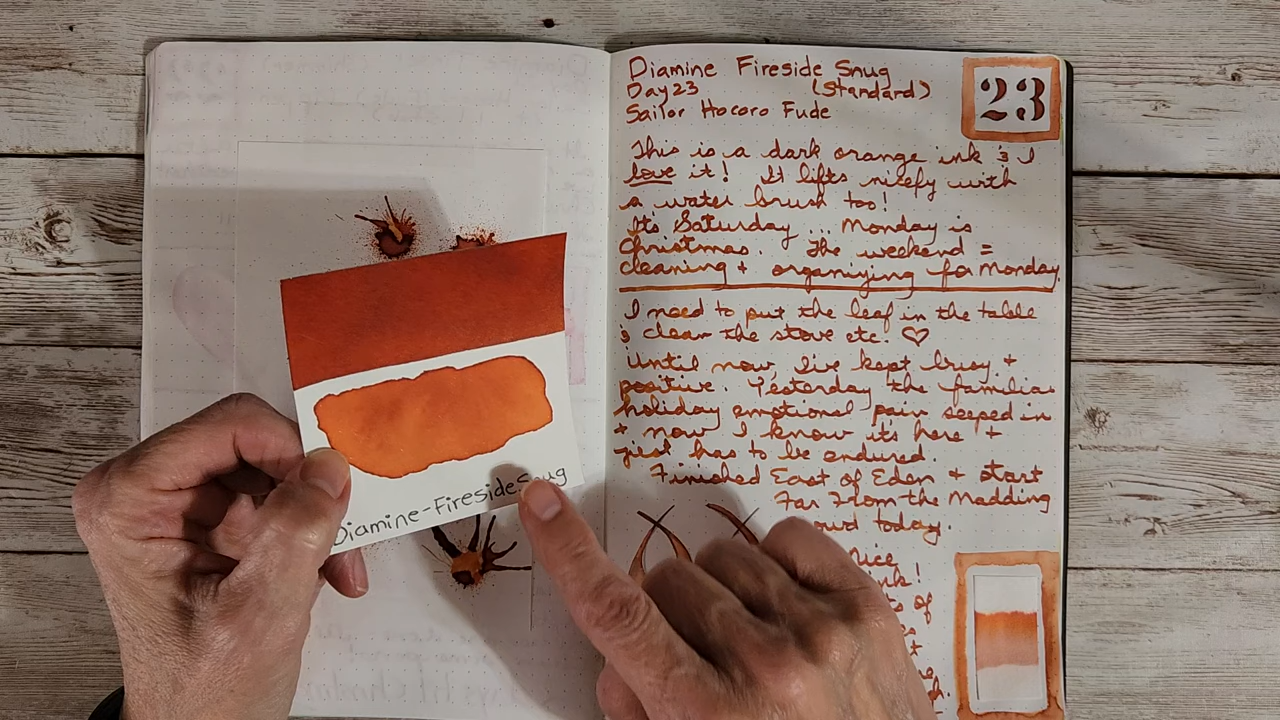 Diamine Fireside Snug
Day 23 (Standard)
Sailor Hocoro Fude
23
This is a dark orange ink & I
love it! It lifts nicely with
a water brush too!
It's Saturday ... Monday is
Christmas. The weekend =
cleaning + organizing for Monday.
I need to put the leaf in the table
& clean the stove etc. ♡
Until now, I've kept busy +
positive. Yesterday the familiar
holiday emotional pain seeped in
+ now I know it's here +
just has to be endured.
Finished East of Eden + start
Far From the Madding
today.
Nice
of
+
Diamine-Fireside Snug